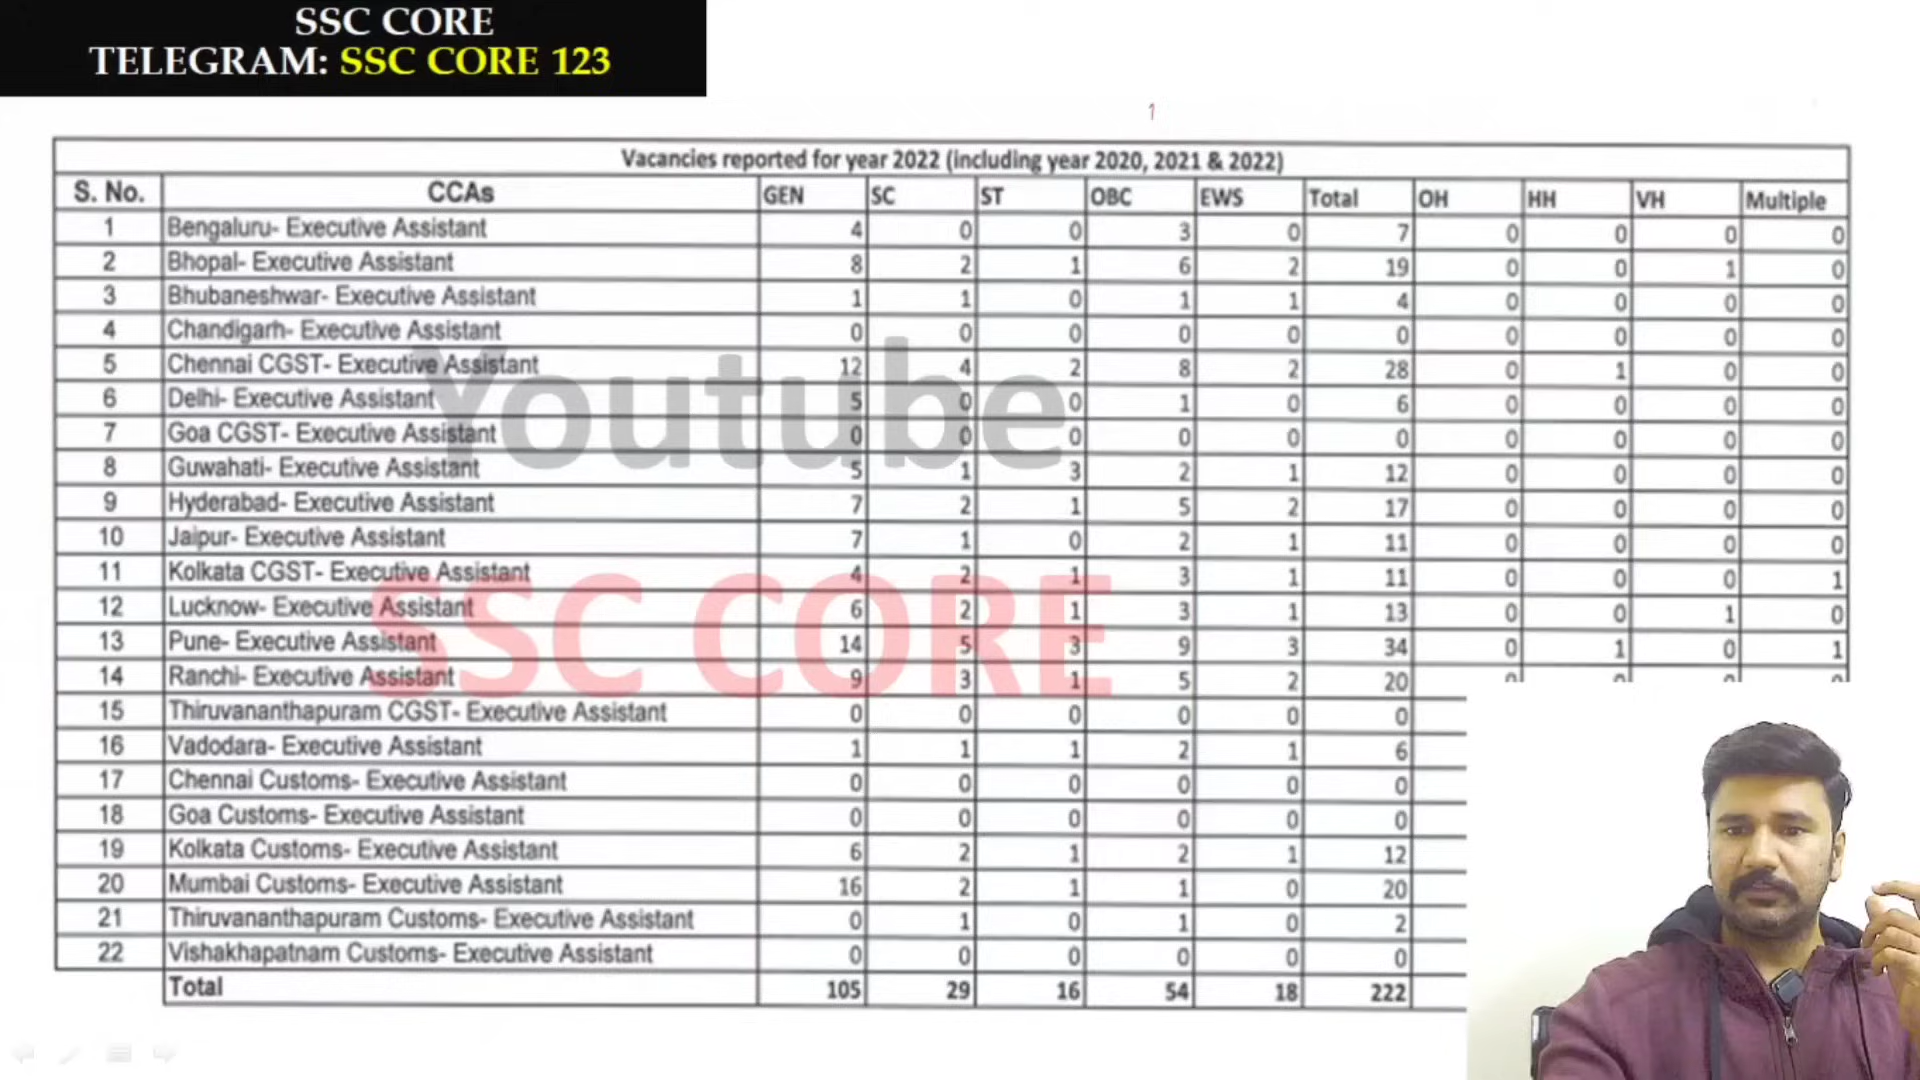 SSC CORE
TELEGRAM: SSC CORE 123
1
Vacancies reported for year 2022 (including year 2020, 2021 & 2022)
S. No. CCAs GEN SC ST OBC EWS Total OH HH VH Multiple
1 Bengaluru- Executive Assistant 4 0 0 3 0 7 0 0 0 0
2 Bhopal- Executive Assistant 8 2 1 6 2 19 0 0 1 0
3 Bhubaneshwar- Executive Assistant 1 1 0 1 1 4 0 0 0 0
4 Chandigarh- Executive Assistant 0 0 0 0 0 0 0 0 0 0
5 Chennai CGST- Executive Assistant 12 4 2 8 2 28 0 1 0 0
6 Delhi- Executive Assistant 5 0 0 1 0 6 0 0 0 0
7 Goa CGST- Executive Assistant 0 0 0 0 0 0 0 0 0 0
8 Guwahati- Executive Assistant 5 1 3 2 1 12 0 0 0 0
9 Hyderabad- Executive Assistant 7 2 1 5 2 17 0 0 0 0
10 Jaipur- Executive Assistant 7 1 0 2 1 11 0 0 0 0
11 Kolkata CGST- Executive Assistant 4 2 1 3 1 11 0 0 0 1
12 Lucknow- Executive Assistant 6 2 1 3 1 13 0 0 1 0
13 Pune- Executive Assistant 14 5 3 9 3 34 0 1 0 1
14 Ranchi- Executive Assistant 9 3 1 5 2 20
15 Thiruvananthapuram CGST- Executive Assistant 0 0 0 0 0 0
16 Vadodara- Executive Assistant 1 1 1 2 1 6
17 Chennai Customs- Executive Assistant 0 0 0 0 0 0
18 Goa Customs- Executive Assistant 0 0 0 0 0 0
19 Kolkata Customs- Executive Assistant 6 2 1 2 1 12
20 Mumbai Customs- Executive Assistant 16 2 1 1 0 20
21 Thiruvananthapuram Customs- Executive Assistant 0 1 0 1 0 2
22 Vishakhapatnam Customs- Executive Assistant 0 0 0 0 0 0
Total 105 29 16 54 18 222
Youtube
SSC CORE